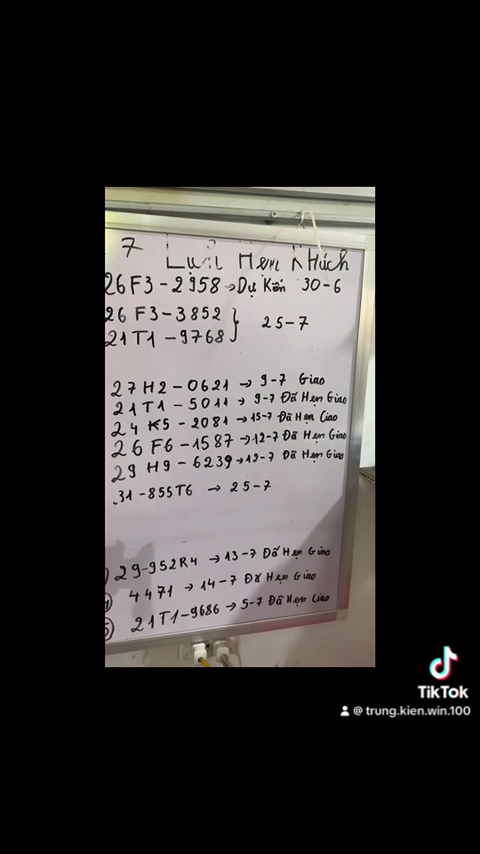 7 Hẹn Khách
26F3-2958 → Dự Kiến 30-6
26F3-3852
21T1-9768 } 25-7
27H2-0621 → 9-7 Giao
21T1-5011 → 9-7 Đã Hẹn Giao
24K5-2081 → 15-7 Đã Hẹn Giao
26F6-1587 → 12-7 Đã Hẹn Giao
29H9-6239 → 12-7 Đã Hẹn Giao
31-855T6 → 25-7
29-952R4 → 13-7 Đã Hẹn Giao
4471 → 14-7 Đã Hẹn Giao
21T1-9686 → 5-7 Đã Hẹn Giao
TikTok
@ trung.kien.win.100